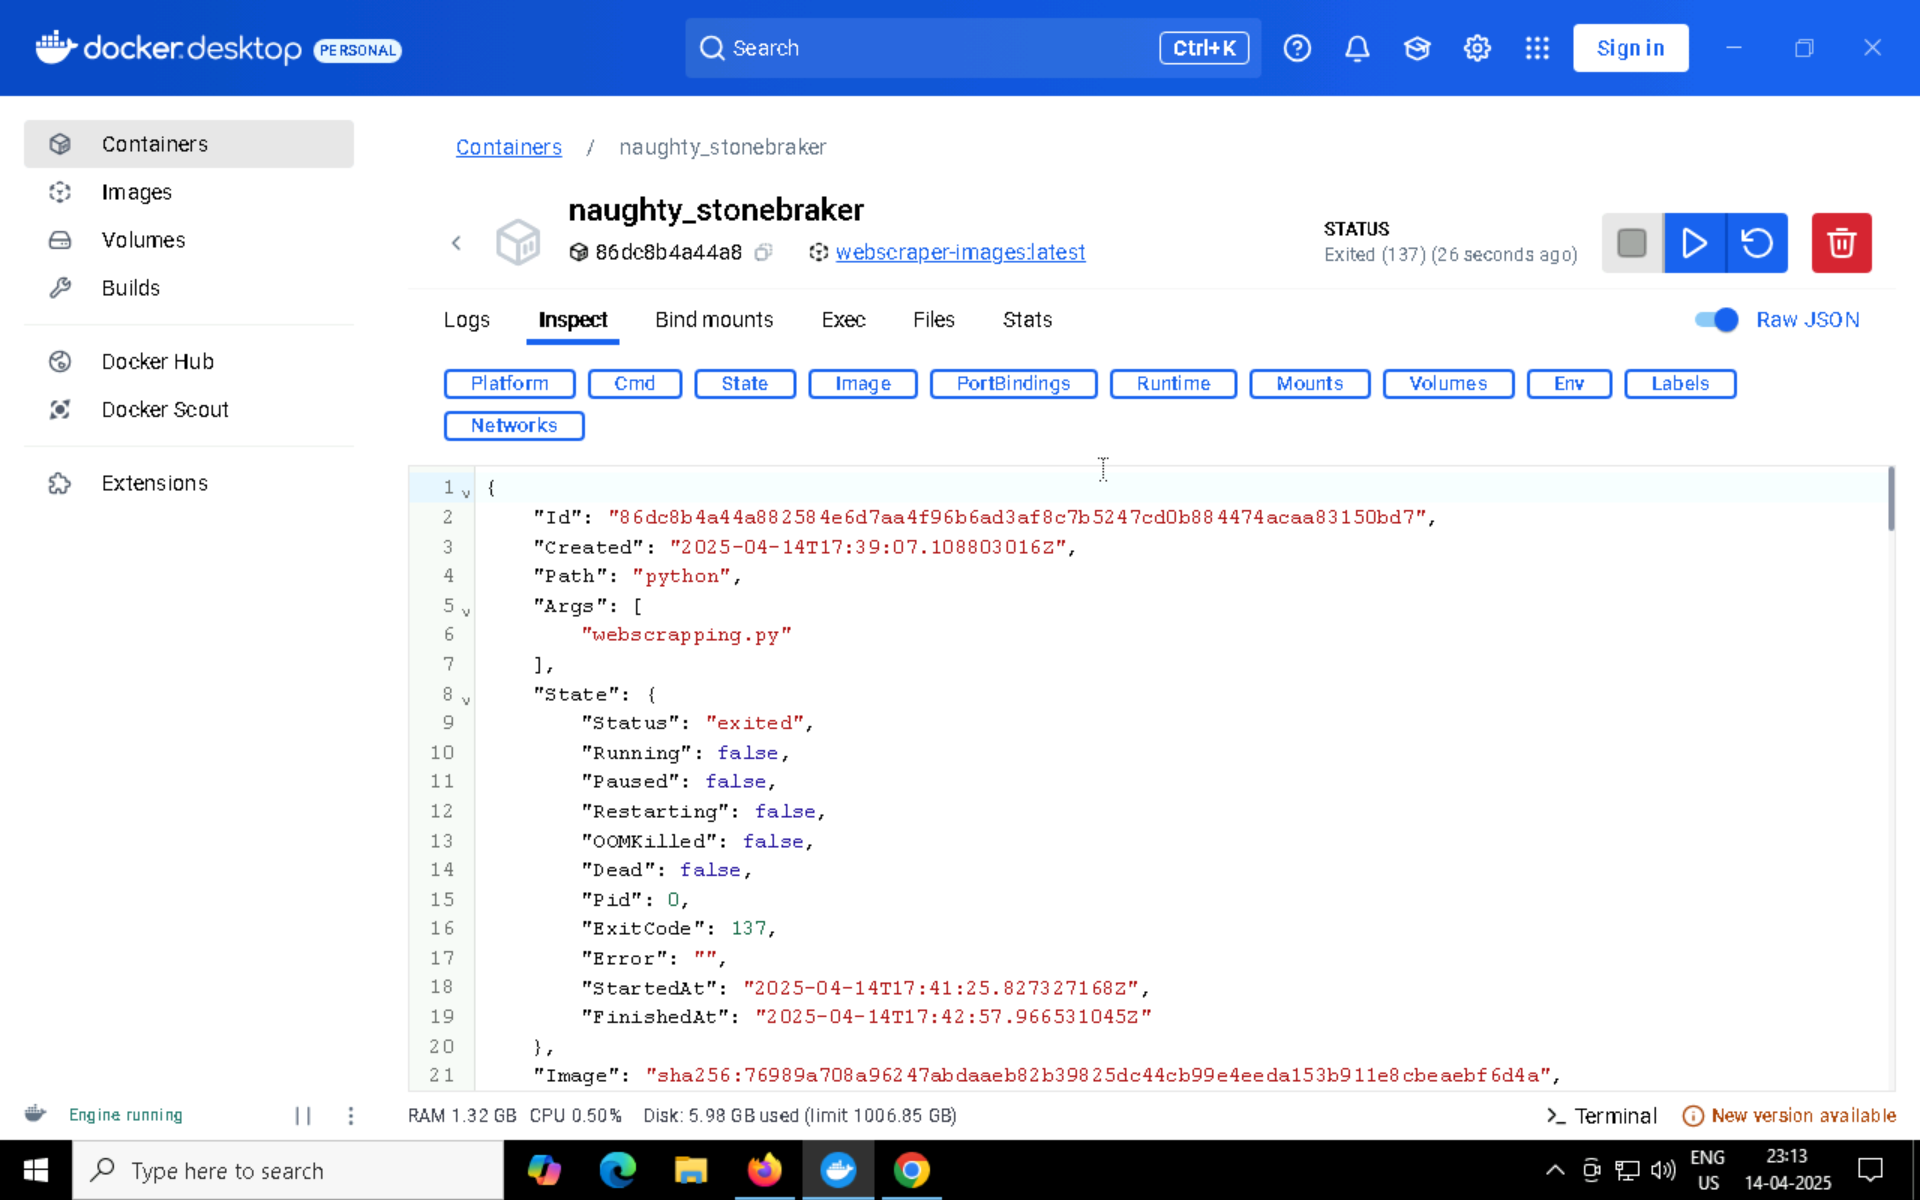 docker.desktop PERSONAL
Search Ctrl+K
Sign in
Containers
Images
Volumes
Builds
Docker Hub
Docker Scout
Extensions
Containers / naughty_stonebraker
naughty_stonebraker
86dc8b4a44a8 webscraper-images:latest
STATUS
Exited (137) (26 seconds ago)
Logs Inspect Bind mounts Exec Files Stats Raw JSON
Platform Cmd State Image PortBindings Runtime Mounts Volumes Env Labels
Networks
1 {
2 "Id": "86dc8b4a44a882584e6d7aa4f96b6ad3af8c7b5247cd0b884474acaa83150bd7",
3 "Created": "2025-04-14T17:39:07.108803016Z",
4 "Path": "python",
5 "Args": [
6 "webscrapping.py"
7 ],
8 "State": {
9 "Status": "exited",
10 "Running": false,
11 "Paused": false,
12 "Restarting": false,
13 "OOMKilled": false,
14 "Dead": false,
15 "Pid": 0,
16 "ExitCode": 137,
17 "Error": "",
18 "StartedAt": "2025-04-14T17:41:25.827327168Z",
19 "FinishedAt": "2025-04-14T17:42:57.966531045Z"
20 },
21 "Image": "sha256:76989a708a96247abdaaeb82b39825dc44cb99e4eeda153b911e8cbeaebf6d4a",
Engine running RAM 1.32 GB CPU 0.50% Disk: 5.98 GB used (limit 1006.85 GB) Terminal New version available
Type here to search
ENG
US
23:13
14-04-2025